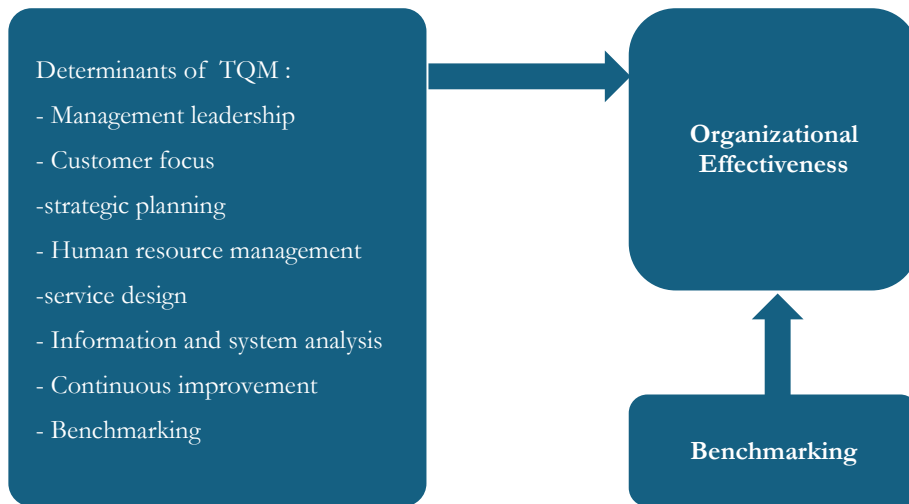 Determinants of TQM :
- Management leadership
- Customer focus
-strategic planning
- Human resource management
-service design
- Information and system analysis
- Continuous improvement
- Benchmarking
Organizational
Effectiveness
Benchmarking